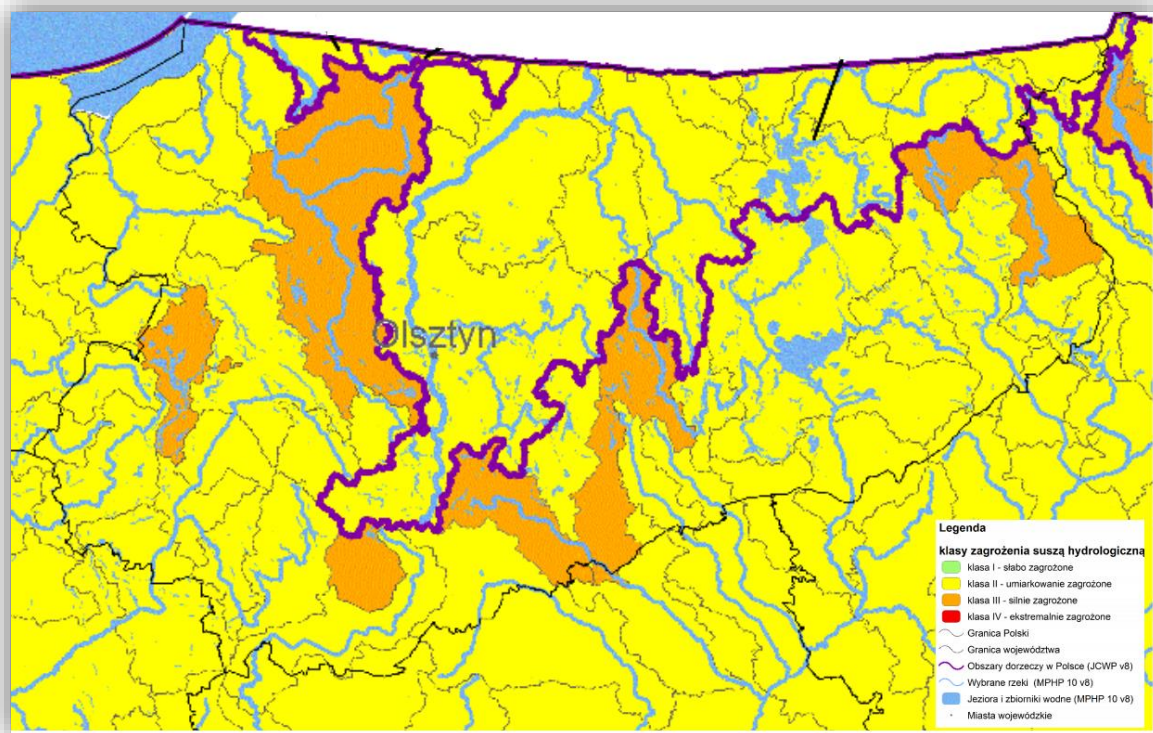 Olsztyn
Legenda
klasy zagrożenia suszą hydrologiczną
klasa I - słabo zagrożone
klasa II - umiarkowanie zagrożone
klasa III - silnie zagrożone
klasa IV - ekstremalnie zagrożone
Granica Polski
Granica województwa
Obszary dorzeczy w Polsce (JCWP v8)
Wybrane rzeki (MPHP 10 v8)
Jeziora i zbiorniki wodne (MPHP 10 v8)
Miasta wojewódzkie